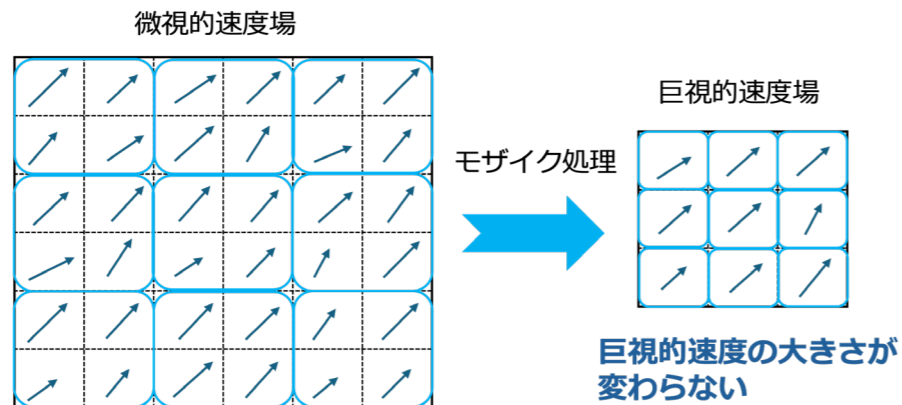 微視的速度場
巨視的速度場
モザイク処理
巨視的速度の大きさが
変わらない